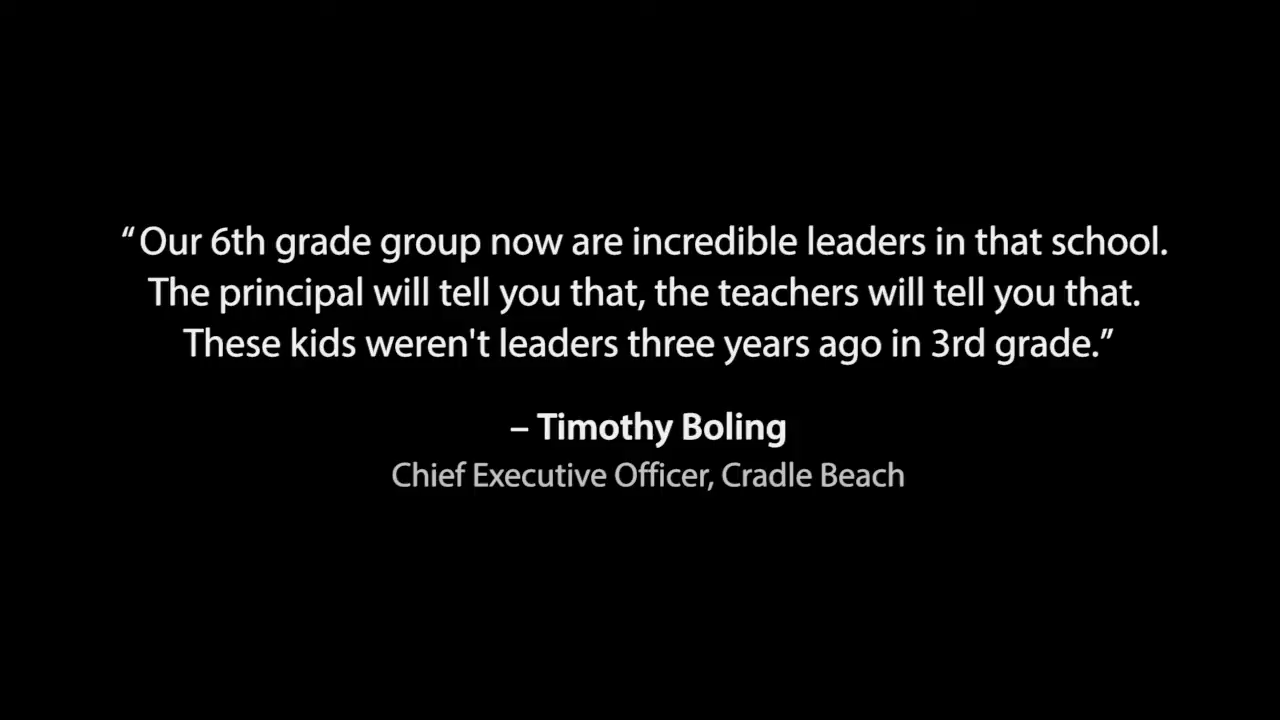 “Our 6th grade group now are incredible leaders in that school.
The principal will tell you that, the teachers will tell you that.
These kids weren't leaders three years ago in 3rd grade.”
– Timothy Boling
Chief Executive Officer, Cradle Beach